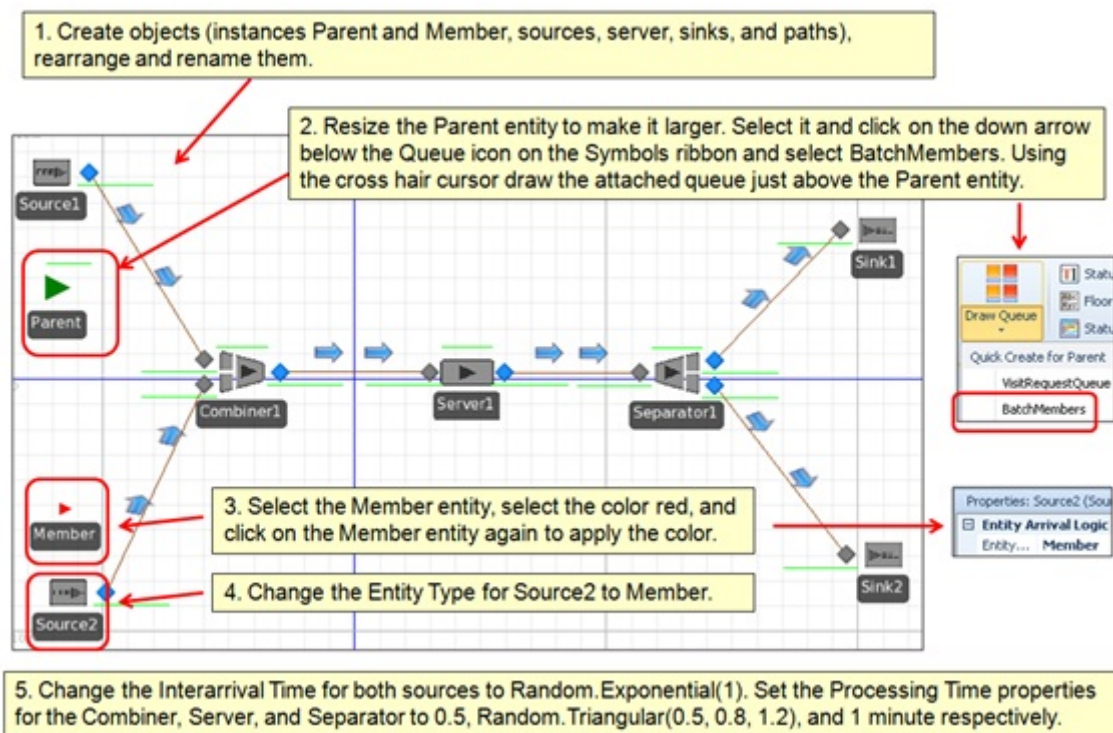 1. Create objects (instances Parent and Member, sources, server, sinks, and paths),
rearrange and rename them.
2. Resize the Parent entity to make it larger. Select it and click on the down arrow
below the Queue icon on the Symbols ribbon and select BatchMembers. Using
the cross hair cursor draw the attached queue just above the Parent entity.
Source1
Parent
Sink1
Combiner1
Server1
Separator1
Draw Queue
Statu
Floor
Statu
Quick Create for Parent
VisitRequestQueue
BatchMembers
3. Select the Member entity, select the color red, and
click on the Member entity again to apply the color.
Member
Properties: Source2 (Sou
Entity Arrival Logic
Entity... Member
4. Change the Entity Type for Source2 to Member.
Source2
Sink2
5. Change the Interarrival Time for both sources to Random.Exponential(1). Set the Processing Time properties
for the Combiner, Server, and Separator to 0.5, Random.Triangular(0.5, 0.8, 1.2), and 1 minute respectively.